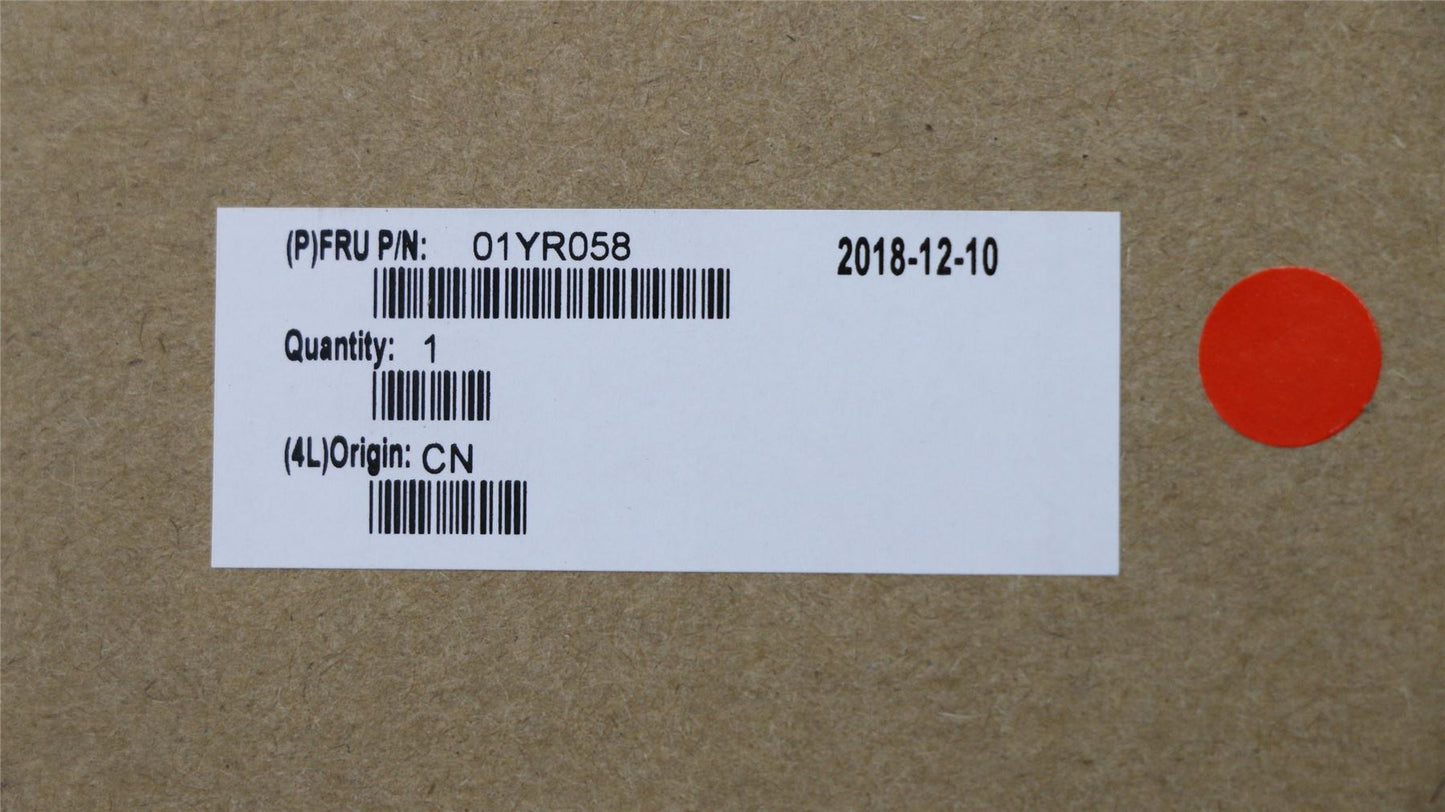 (P)FRU P/N: 01YR058 2018-12-10
Quantity: 1
(4L)Origin: CN